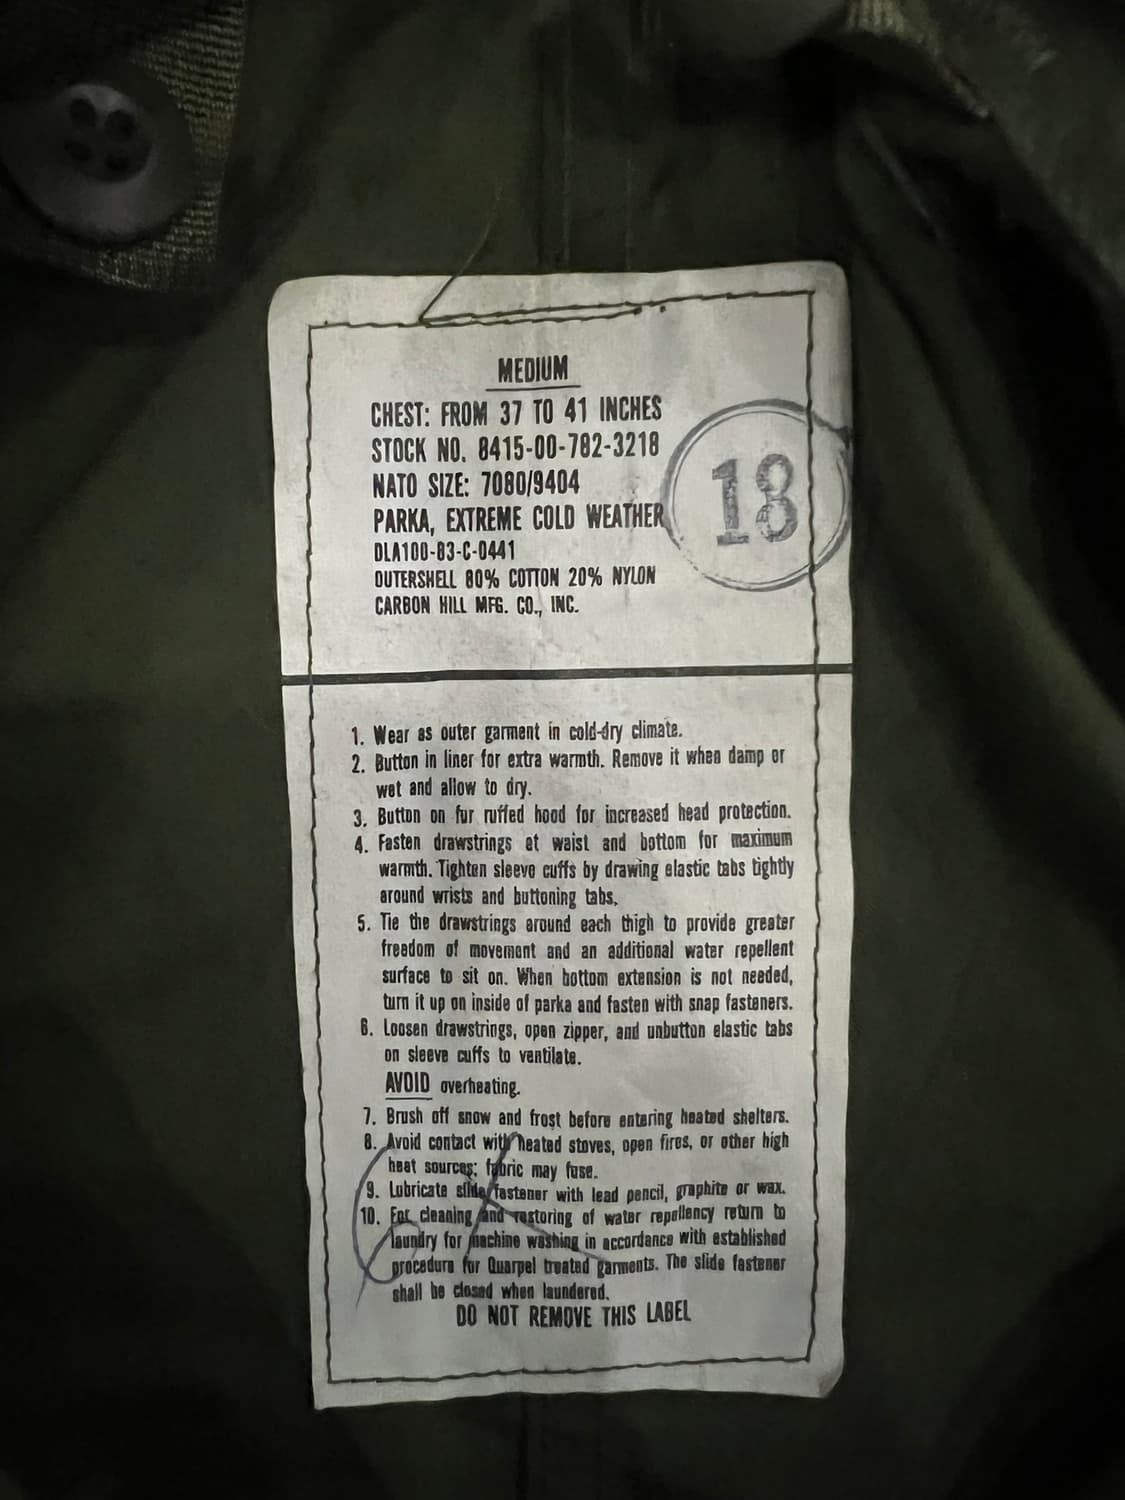 MEDIUM
CHEST: FROM 37 TO 41 INCHES
STOCK NO. 8415-00-782-3218
NATO SIZE: 7080/9404
PARKA, EXTREME COLD WEATHER
18
DLA100-83-C-0441
OUTERSHELL 80% COTTON 20% NYLON
CARBON HILL MFG. CO., INC.
1. Wear as outer garment in cold-dry climate.
2. Button in liner for extra warmth. Remove it when damp or
wet and allow to dry.
3. Button on fur ruffed hood for increased head protection.
4. Fasten drawstrings at waist and bottom for maximum
warmth. Tighten sleeve cuffs by drawing elastic tabs tightly
around wrists and buttoning tabs.
5. Tie the drawstrings around each thigh to provide greater
freedom of movement and an additional water repellent
surface to sit on. When bottom extension is not needed,
turn it up on inside of parka and fasten with snap fasteners.
6. Loosen drawstrings, open zipper, and unbutton elastic tabs
on sleeve cuffs to ventilate.
AVOID overheating.
7. Brush off snow and frost before entering heated shelters.
8. Avoid contact with heated stoves, open fires, or other high
heat sources; fabric may fuse.
9. Lubricate slide fastener with lead pencil, graphite or wax.
10. For cleaning and restoring of water repellency return to
laundry for machine washing in accordance with established
procedure for Quarpel treated garments. The slide fastener
shall be closed when laundered.
DO NOT REMOVE THIS LABEL